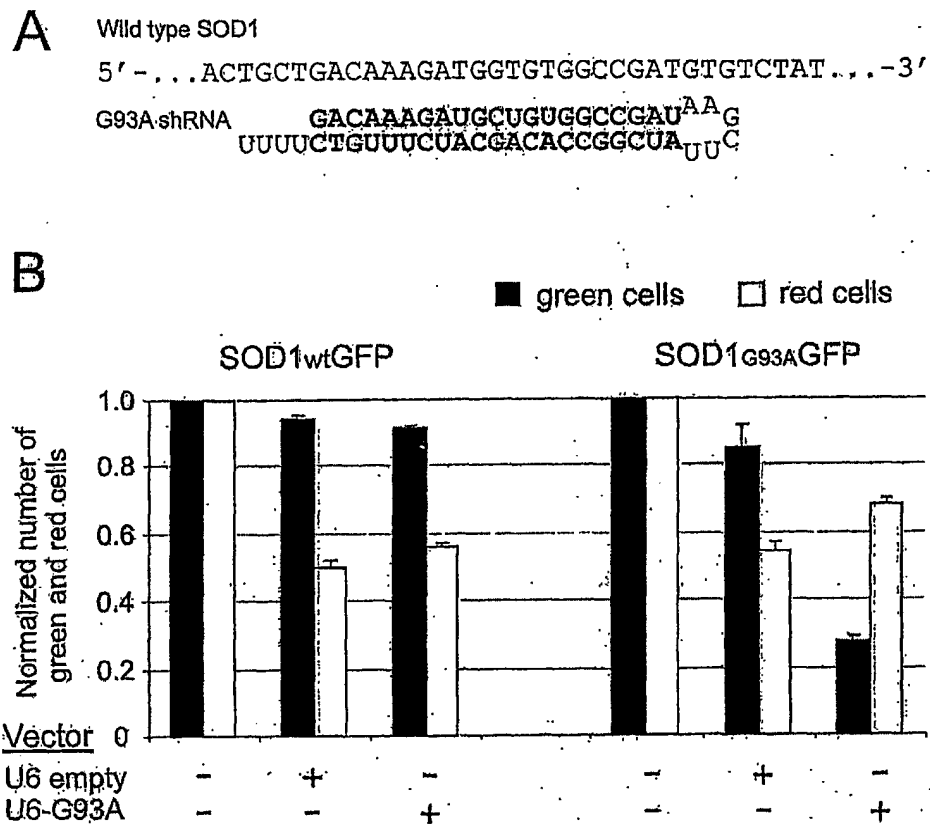 A
Wild type SOD1
5'-...ACTGCTGACAAAGATGGTGTGGCCGATGTGTCTAT...-3'
G93A shRNA GACAAAGAUGCUGUGGCCGAUAAG
UUUUCTGUUUCUACGACACCGGCUAUUC
B
green cells red cells
SOD1wtGFP SOD1G93AGFP
Normalized number of
green and red cells
1.0
0.8
0.6
0.4
0.2
0
Vector
U6 empty - + - - + -
U6-G93A - - + - - +